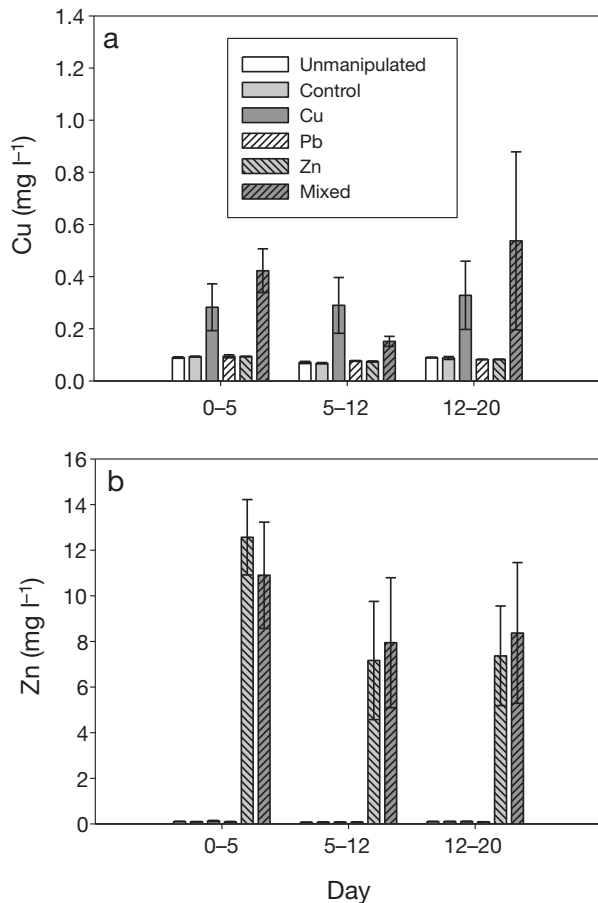 a
1.4
1.2
1.0
0.8
0.6
0.4
0.2
0.0
Cu (mg l⁻¹)
Unmanipulated
Control
Cu
Pb
Zn
Mixed
0–5 5–12 12–20
b
16
14
12
10
8
6
4
2
0
Zn (mg l⁻¹)
0–5 5–12 12–20
Day